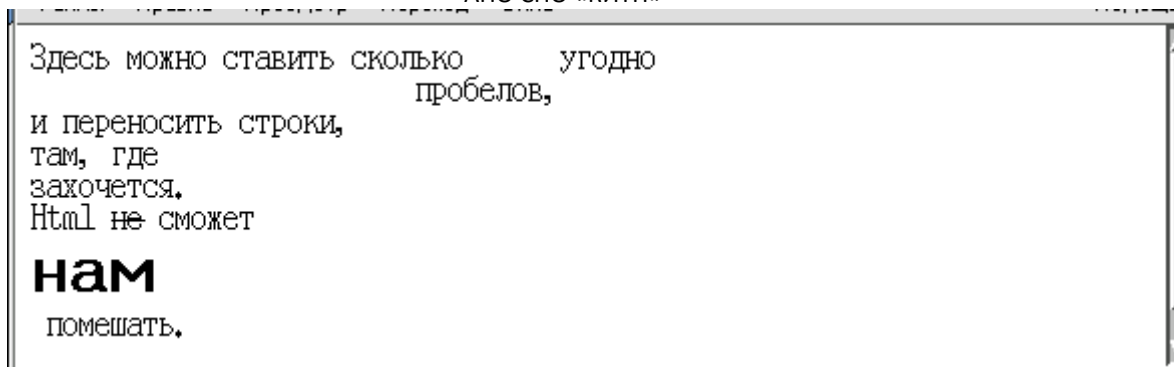 Здесь можно ставить сколько      угодно
                        пробелов,
и переносить строки,
там, где
захочется.
Html не сможет
нам
 помешать.